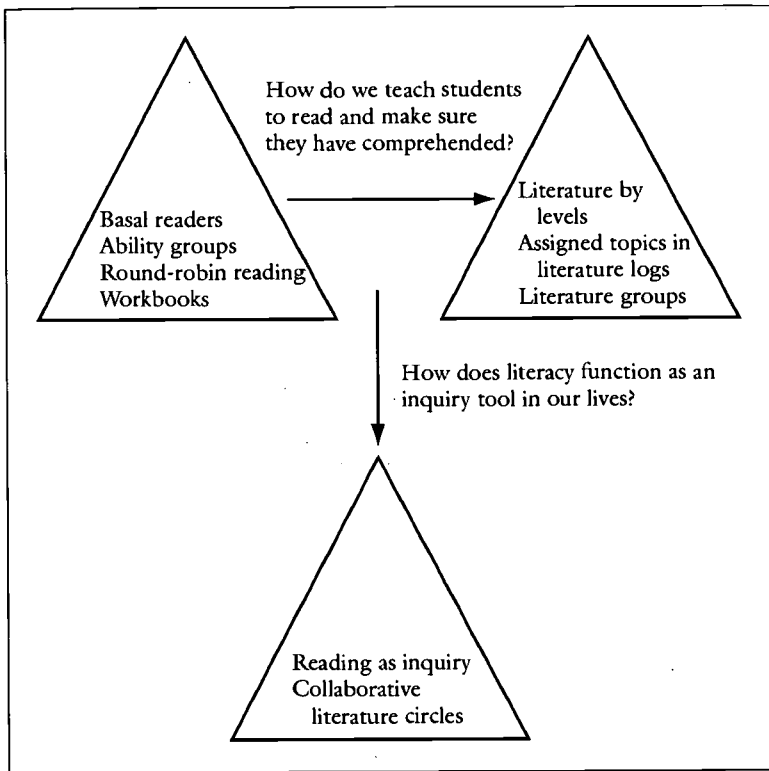 How do we teach students
to read and make sure
they have comprehended?
Basal readers
Ability groups
Round-robin reading
Workbooks
Literature by
levels
Assigned topics in
literature logs
Literature groups
How does literacy function as an
inquiry tool in our lives?
Reading as inquiry
Collaborative
literature circles